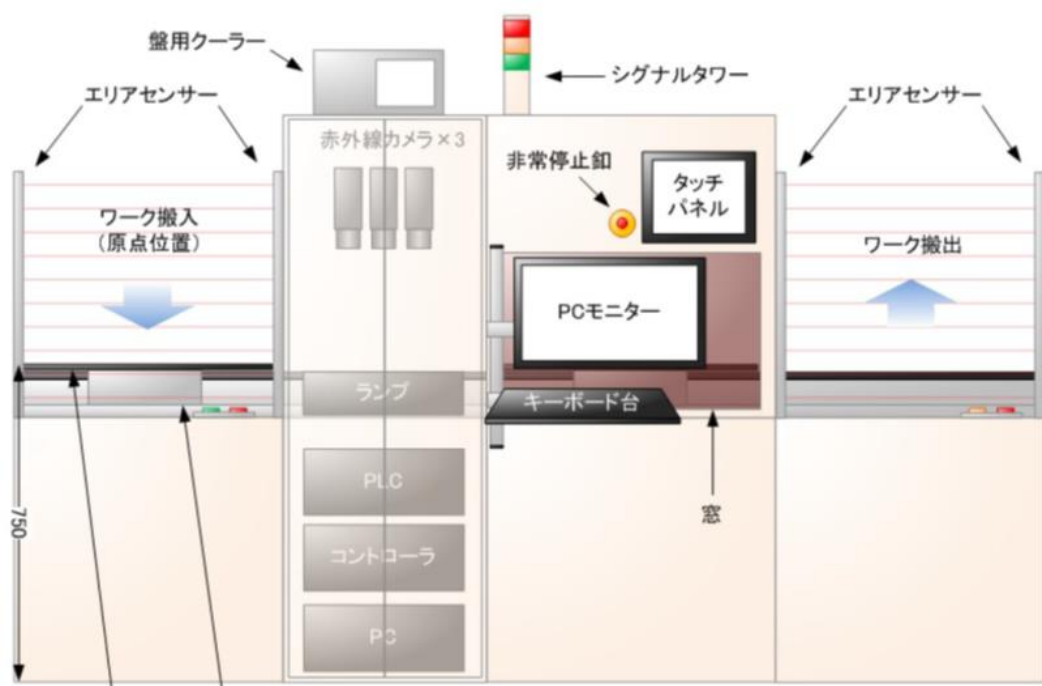 盤用クーラー
シグナルタワー
エリアセンサー
エリアセンサー
赤外線カメラ×3
非常停止釦
タッチ
パネル
ワーク搬入
(原点位置)
ワーク搬出
PCモニター
ランプ
キーボード台
PLC
窓
750
コントローラ
PC